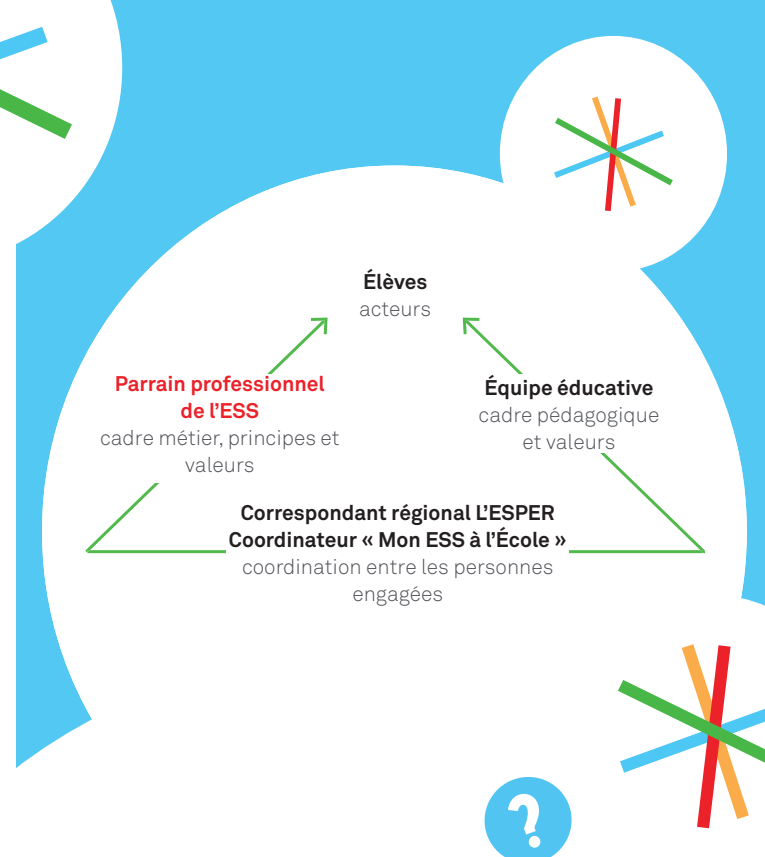 Élèves
acteurs
Parrain professionnel
de l'ESS
cadre métier, principes et
valeurs
Équipe éducative
cadre pédagogique
et valeurs
Correspondant régional L'ESPER
Coordinateur « Mon ESS à l'École »
coordination entre les personnes
engagées
?